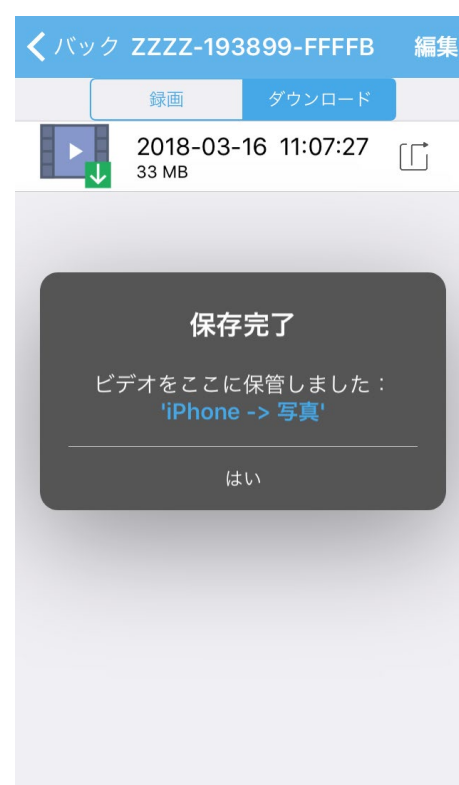 バック ZZZZ-193899-FFFFB 編集
録画 ダウンロード
2018-03-16 11:07:27
33 MB
保存完了
ビデオをここに保管しました：
'iPhone -> 写真'
はい